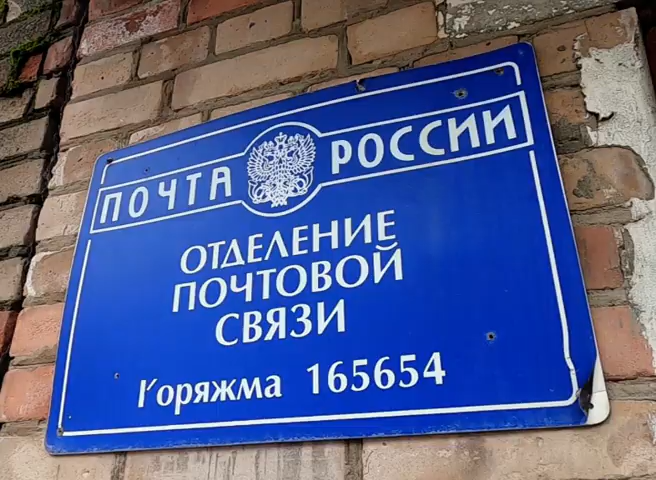 ПОЧТА РОССИИ
ОТДЕЛЕНИЕ
ПОЧТОВОЙ
СВЯЗИ
Коряжма 165654